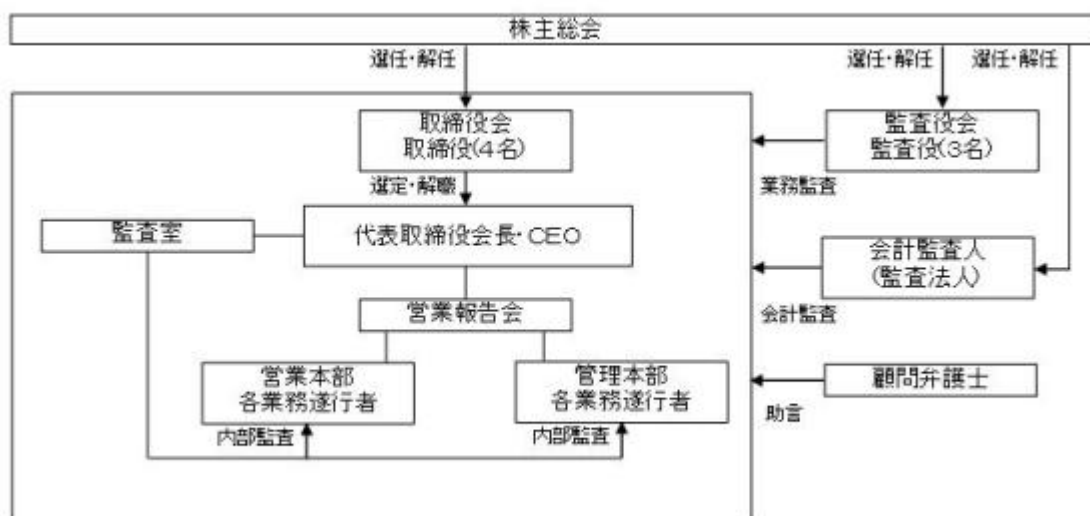 株主総会
選任・解任
選任・解任
選任・解任
取締役会
取締役(4名)
監査役会
監査役(3名)
選定・解職
業務監査
監査室
代表取締役会長・CEO
会計監査人
(監査法人)
営業報告会
会計監査
営業本部
各業務遂行者
管理本部
各業務遂行者
顧問弁護士
助言
内部監査
内部監査